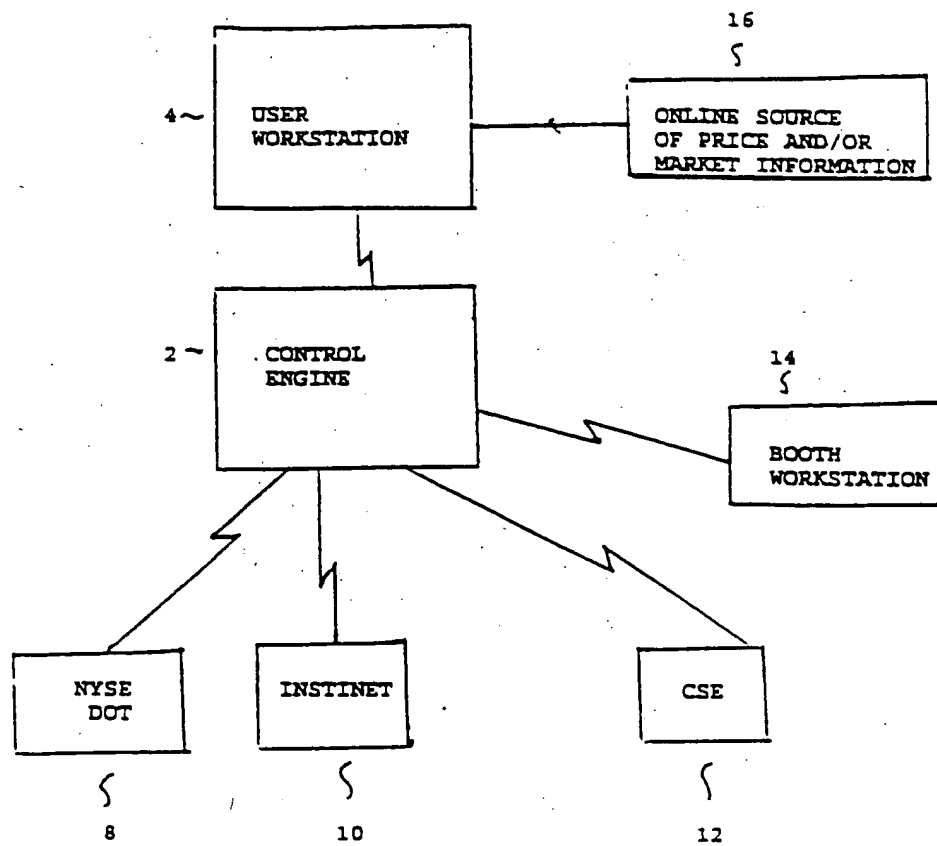 16
4
USER
WORKSTATION
ONLINE SOURCE
OF PRICE AND/OR
MARKET INFORMATION
2
CONTROL
ENGINE
14
BOOTH
WORKSTATION
NYSE
DOT
INSTINET
CSE
8
10
12